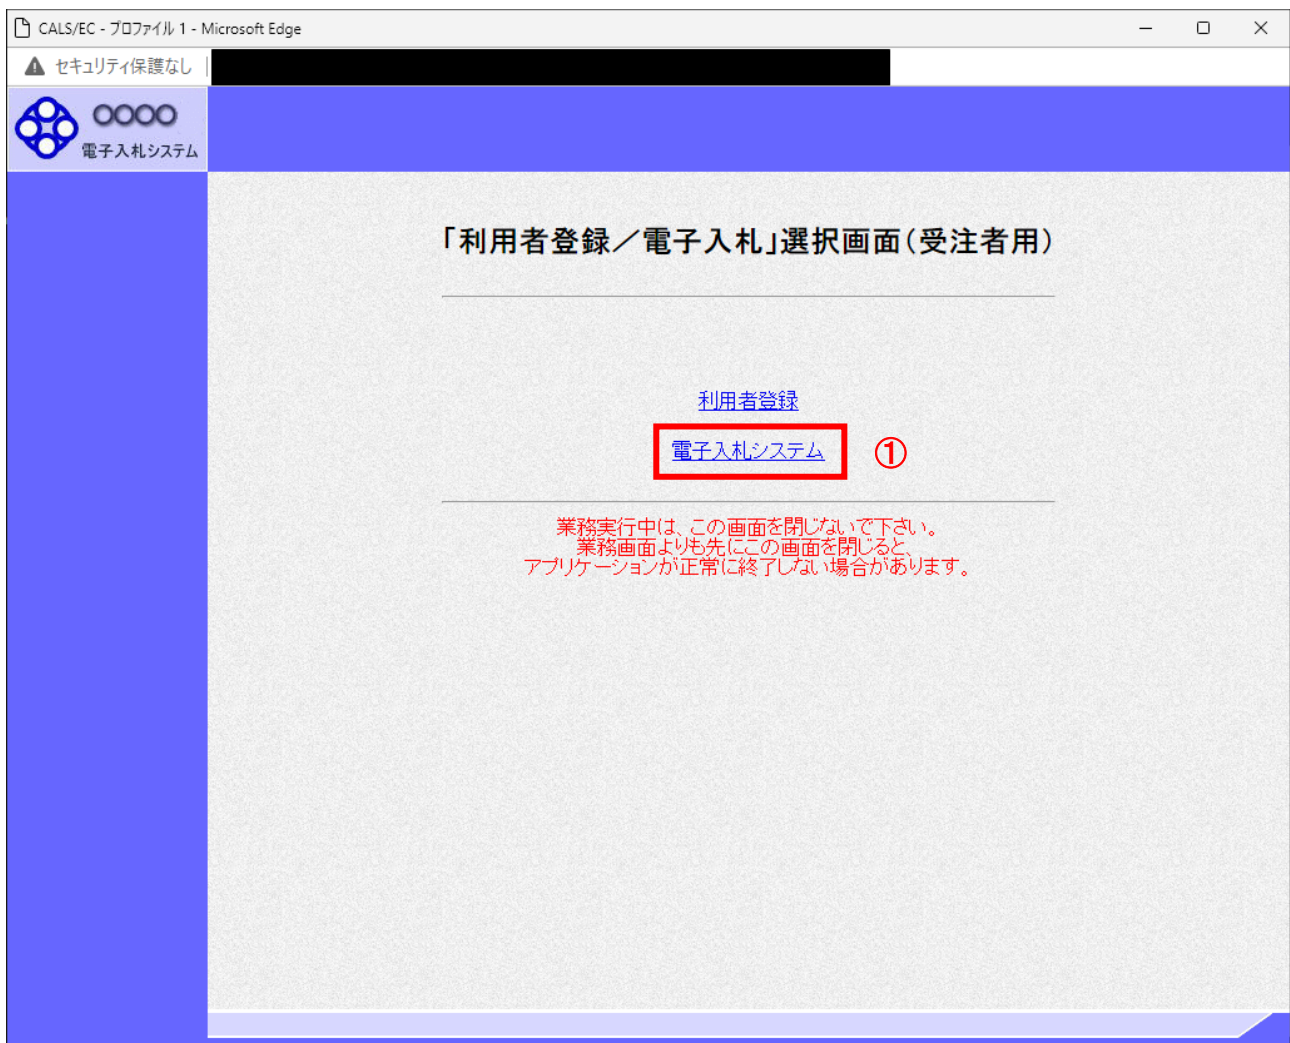 CALS/EC - プロファイル 1 - Microsoft Edge
セキュリティ保護なし
○○○○
電子入札システム
「利用者登録／電子入札」選択画面（受注者用）
利用者登録
電子入札システム ①
業務実行中は、この画面を閉じないで下さい。
業務画面よりも先にこの画面を閉じると、
アプリケーションが正常に終了しない場合があります。